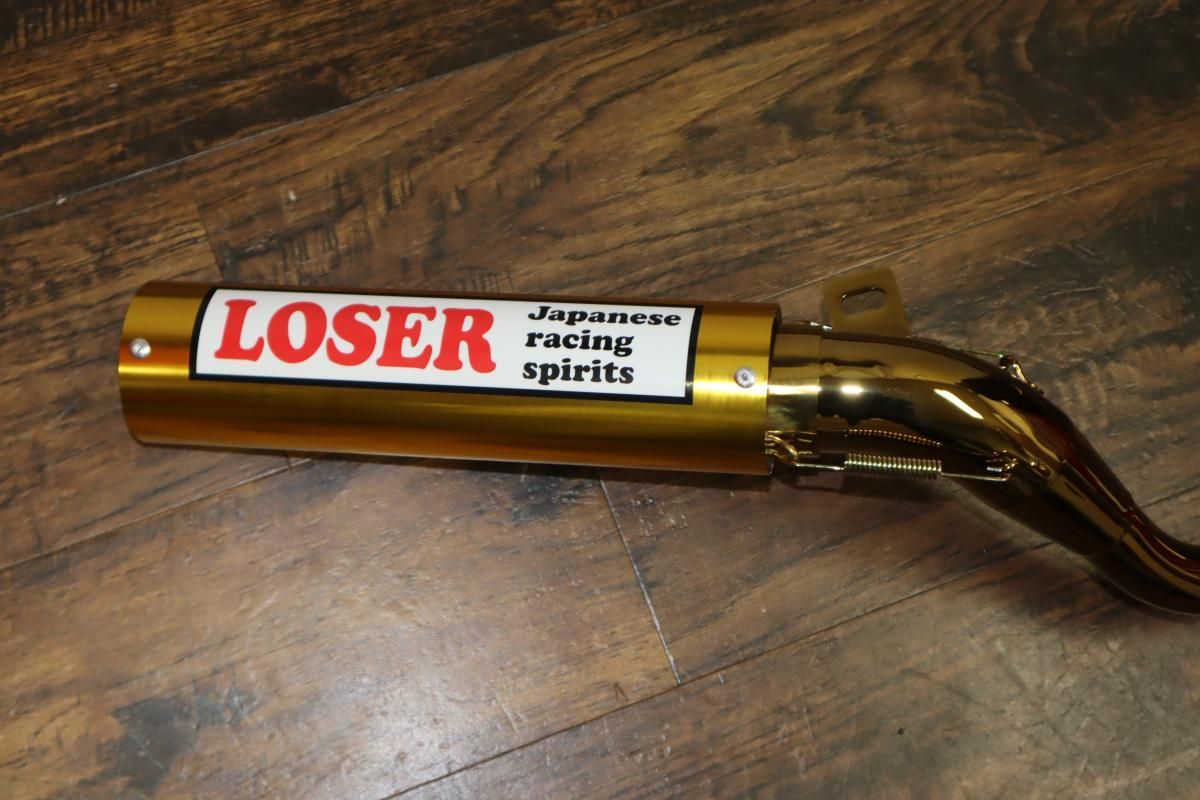 LOSER
Japanese
racing
spirits